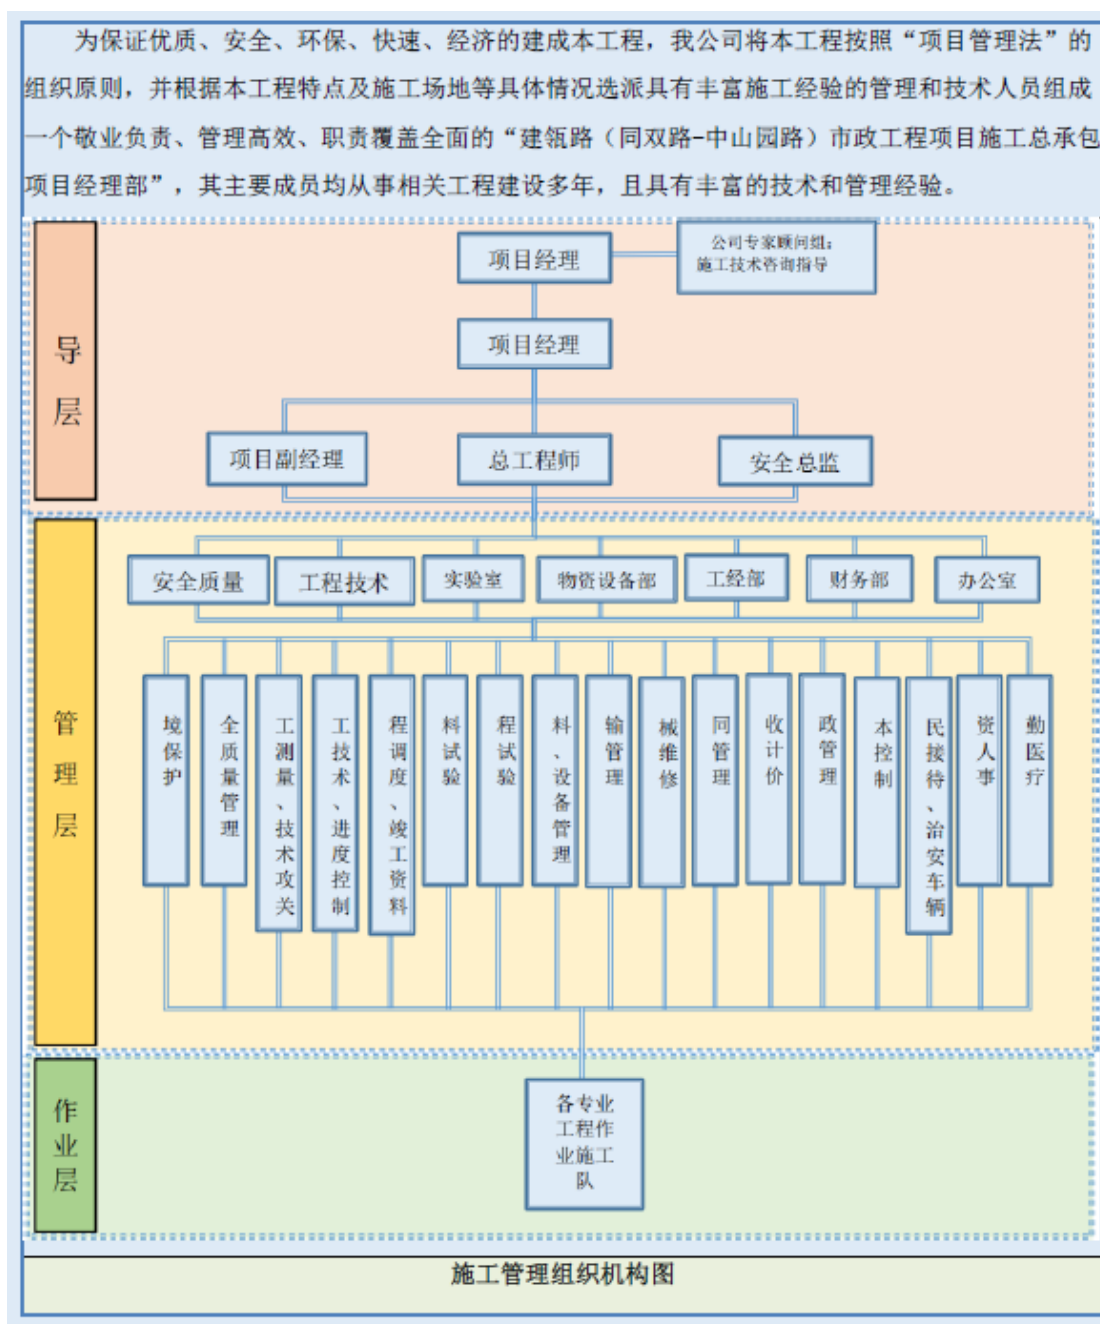 为保证优质、安全、环保、快速、经济的建成本工程，我公司将本工程按照“项目管理法”的
组织原则，并根据本工程特点及施工场地等具体情况选派具有丰富施工经验的管理和技术人员组成
一个敬业负责、管理高效、职责覆盖全面的“建瓴路（同双路-中山园路）市政工程项目施工总承包
项目经理部”，其主要成员均从事相关工程建设多年，且具有丰富的技术和管理经验。
导层
项目经理
公司专家顾问组；
施工技术咨询指导
项目经理
项目副经理
总工程师
安全总监
管理层
安全质量
工程技术
实验室
物资设备部
工经部
财务部
办公室
境保护
全质量管理
工测量、技术攻关
工技术、进度控制
程调度、竣工资料
料试验
程试验
料、设备管理
输管理
械维修
同管理
收计价
政管理
本控制
民接待、治安车辆
资人事
勤医疗
作业层
各专业
工程作
业施工
队
施工管理组织机构图